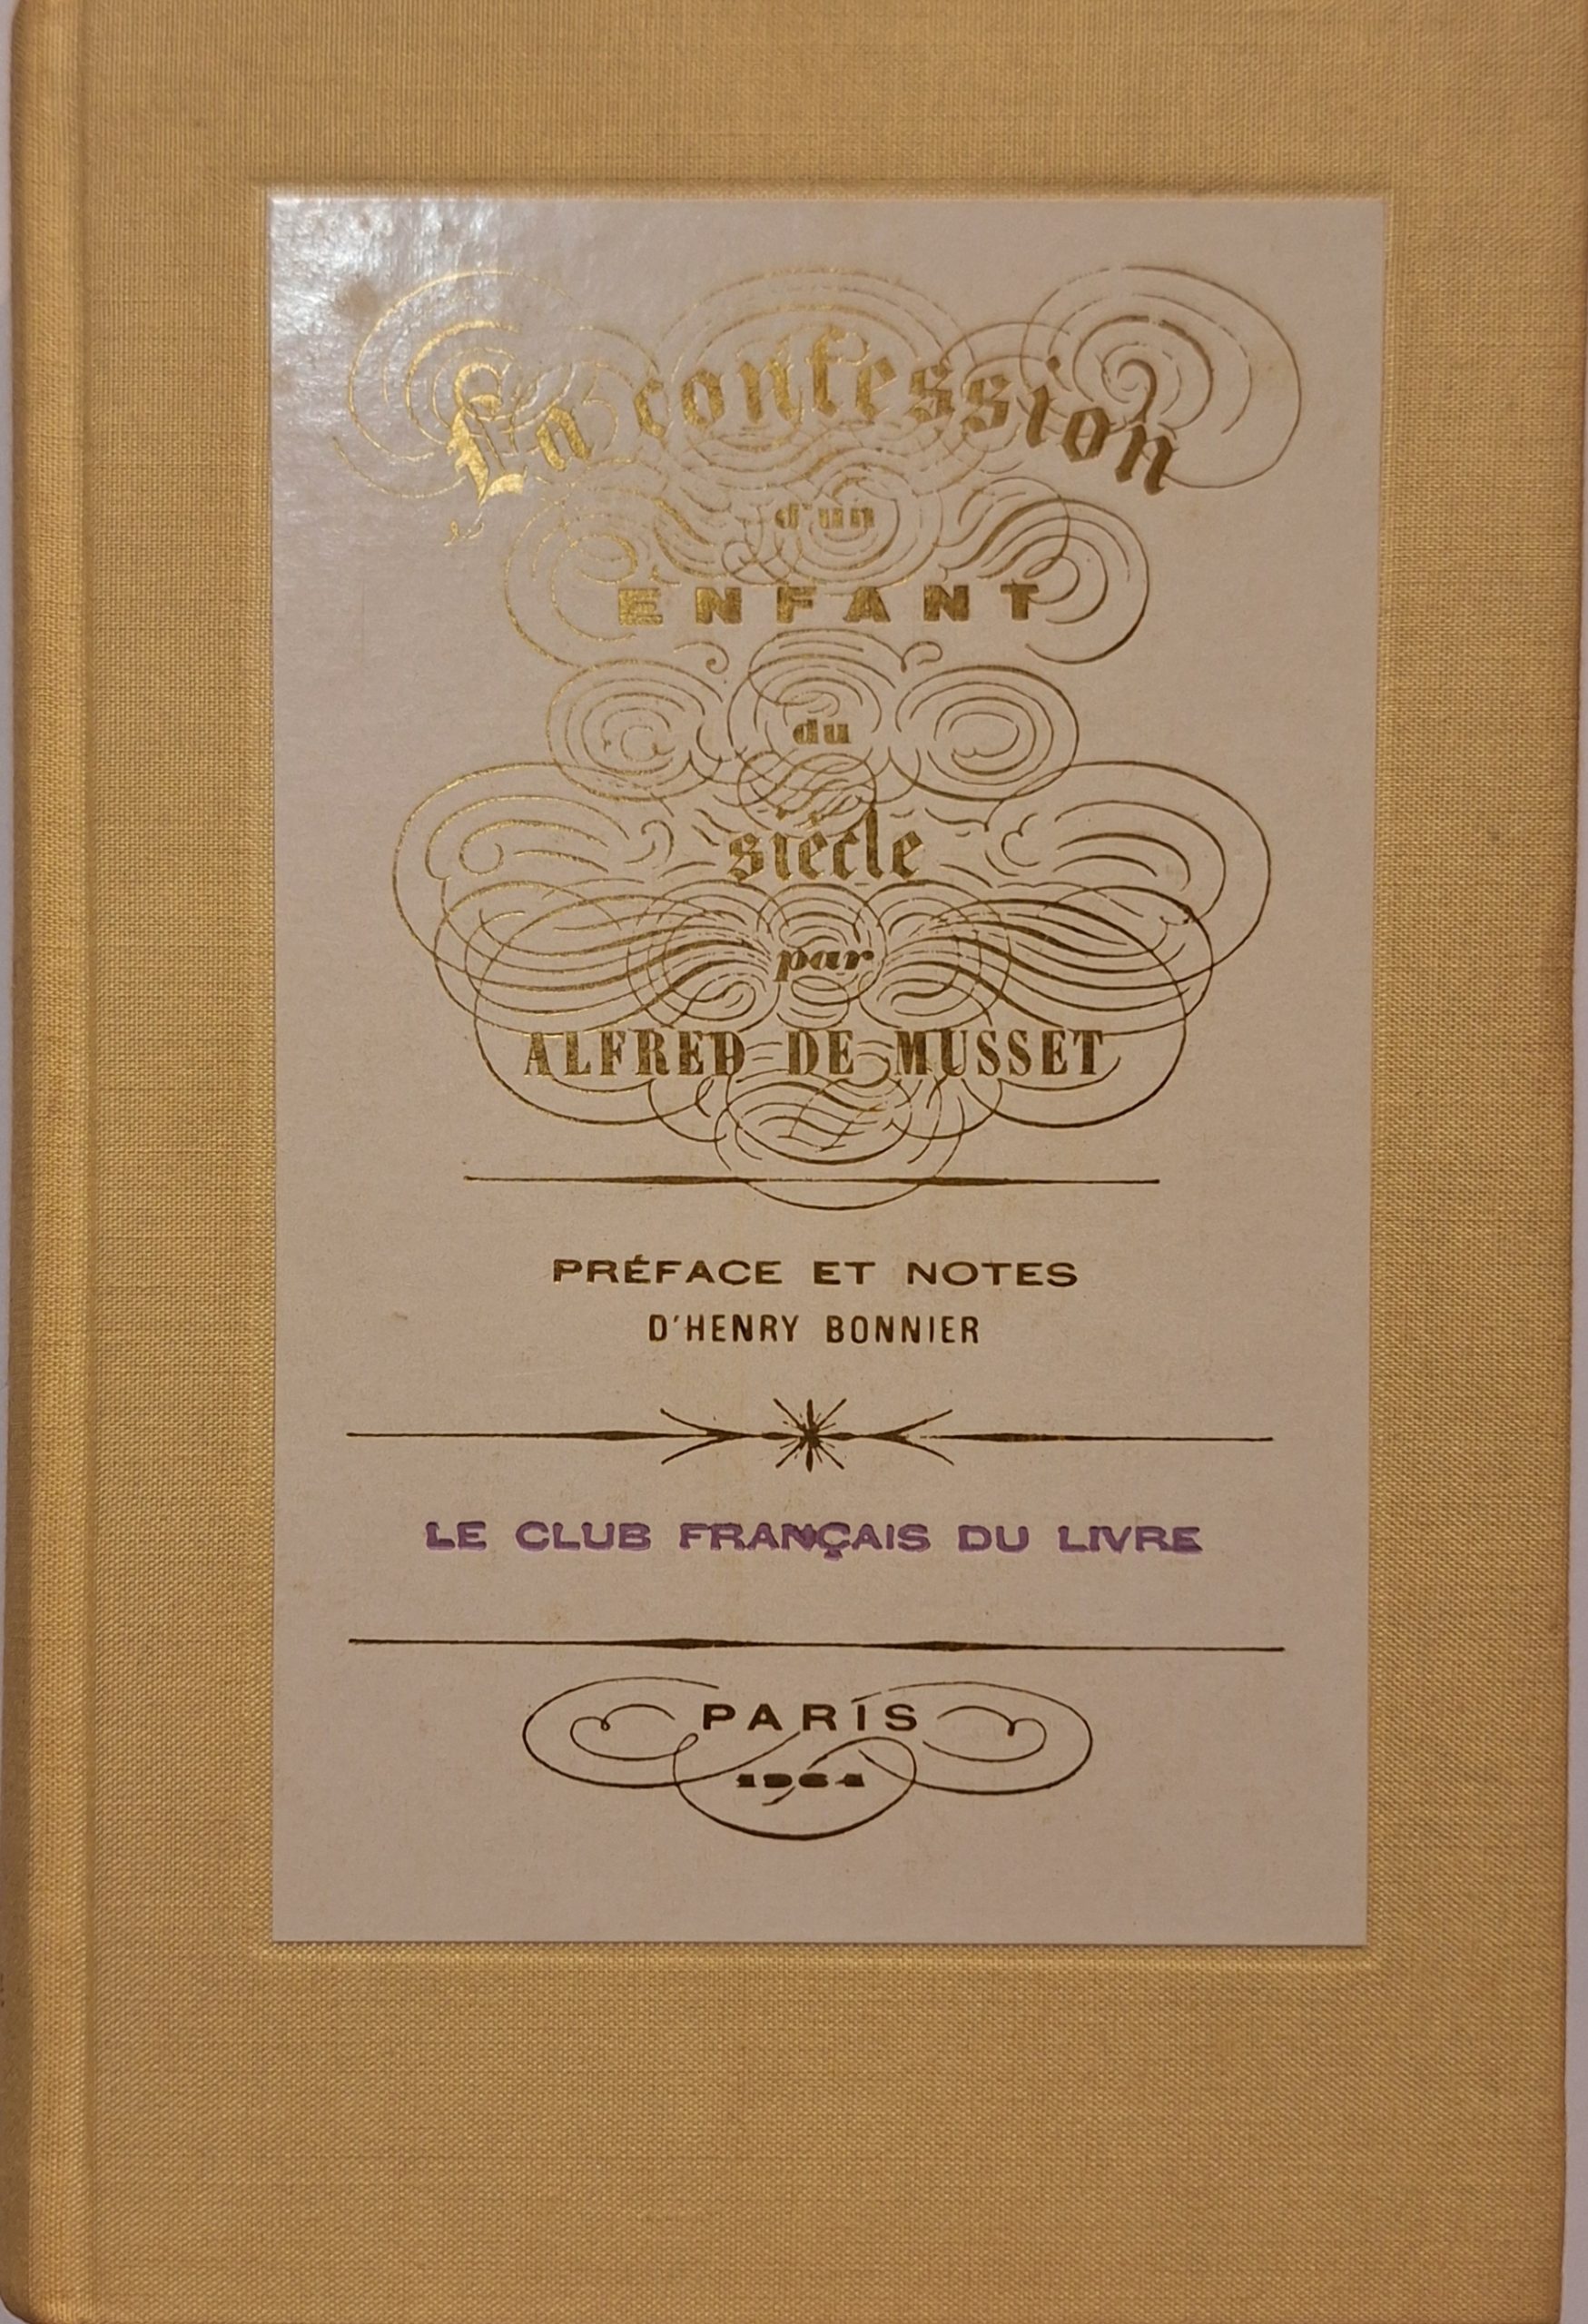 La confession
d'un
ENFANT
du
siècle
par
ALFRED DE MUSSET
PRÉFACE ET NOTES
D'HENRY BONNIER
LE CLUB FRANÇAIS DU LIVRE
PARIS
1964